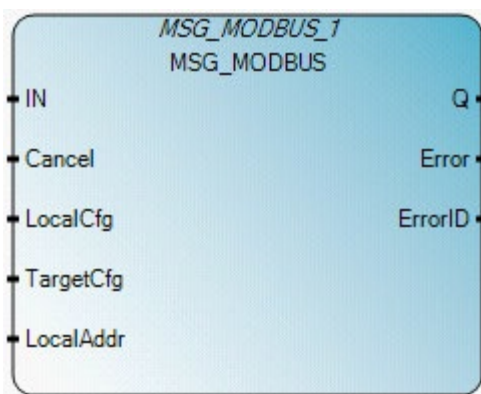 MSG_MODBUS_1
MSG_MODBUS
IN
Q
Cancel
Error
LocalCfg
ErrorID
TargetCfg
LocalAddr